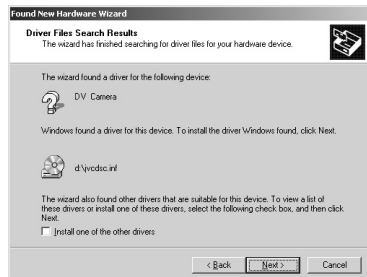 Found New Hardware Wizard
Driver Files Search Results
The wizard has finished searching for driver files for your hardware device.
The wizard found a driver for the following device:
DV Camera
Windows found a driver for this device. To install the driver Windows found, click Next.
d:\jvcdsc.inf
The wizard also found other drivers that are suitable for this device. To view a list of
these drivers or install one of these drivers, select the following check box, and then click
Next.
Install one of the other drivers
< Back
Next >
Cancel